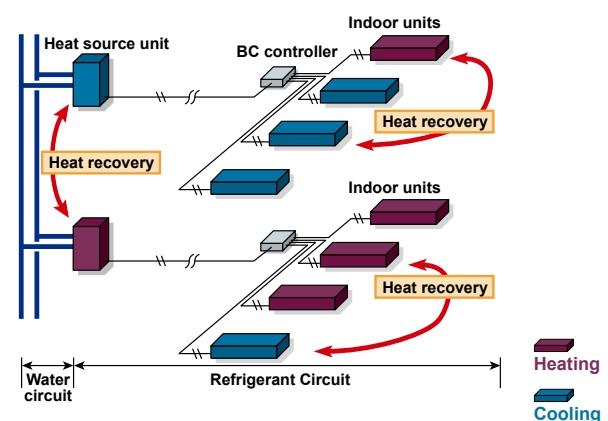 Indoor units
Heat source unit
BC controller
Heat recovery
Heat recovery
Indoor units
Heat recovery
Water
circuit
Refrigerant Circuit
Heating
Cooling